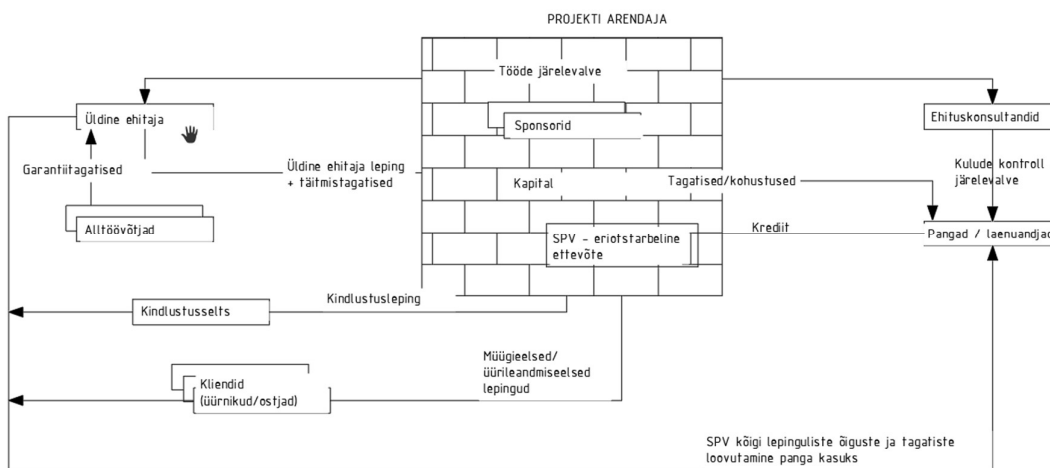 PROJEKTI ARENDAJA
Tööde järelevalve
Üldine ehitaja
Sponsorid
Ehituskonsultandid
Garantiitagatised
Üldine ehitaja leping
+ täitmistagatised
Kapital
Tagatised/kohustused
Kulude kontroll
järelevalve
Alltöövõtjad
SPV - eriotstarbeline
ettevõte
Krediit
Pangad / laenuandjad
Kindlustusselts
Kindlustusleping
Kliendid
(üürnikud/ostjad)
Müügieelsed/
üürileandmiseelsed
lepingud
SPV kõigi lepinguliste õiguste ja tagatiste
loovutamine panga kasuks